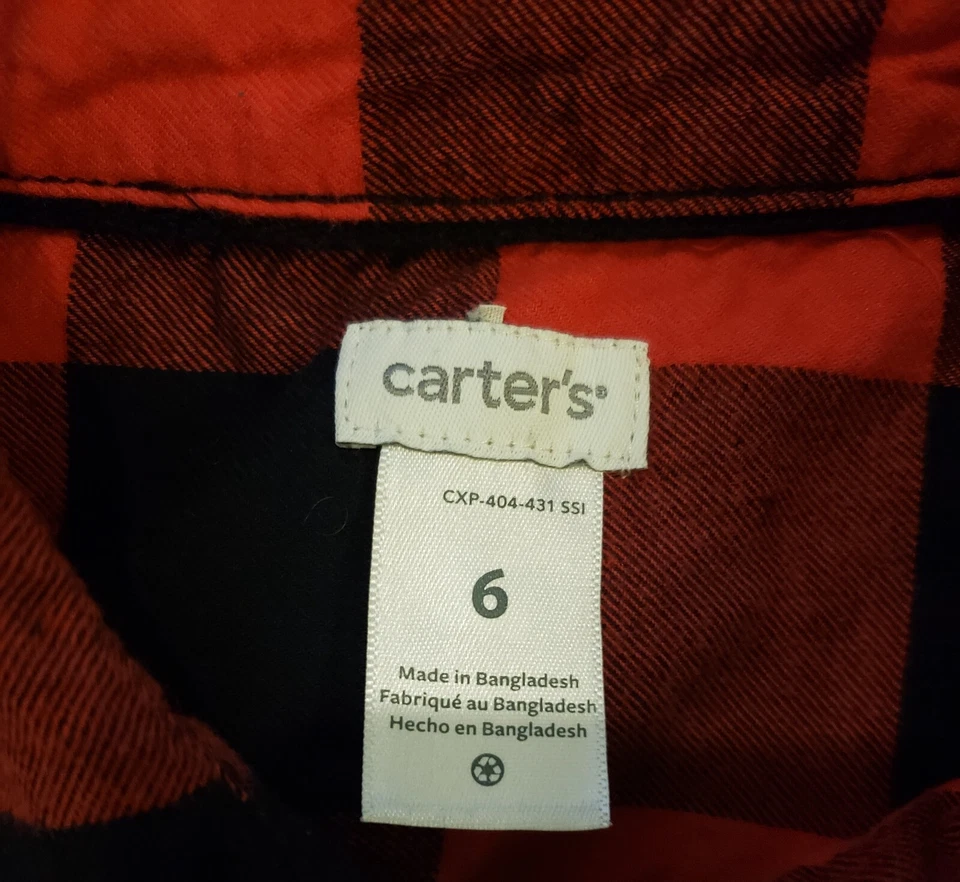 carter's®
CXP-404-431 SSI
6
Made in Bangladesh
Fabriqué au Bangladesh
Hecho en Bangladesh